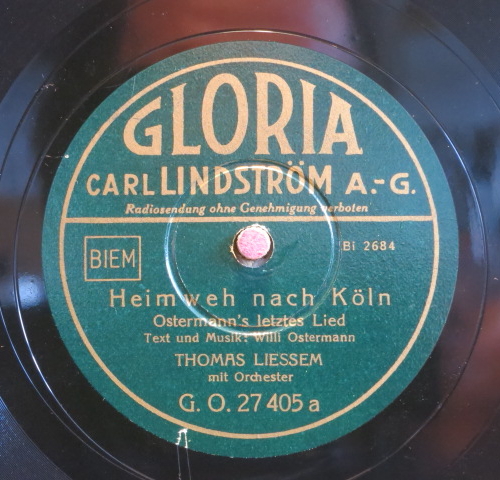 GLORIA
CARL LINDSTRÖM A.-G.
Radiosendung ohne Genehmigung verboten
BIEM
Bi 2684
Heimweh nach Köln
Ostermann's letztes Lied
Text und Musik: Willi Ostermann
THOMAS LIESSEM
mit Orchester
G. O. 27 405 a